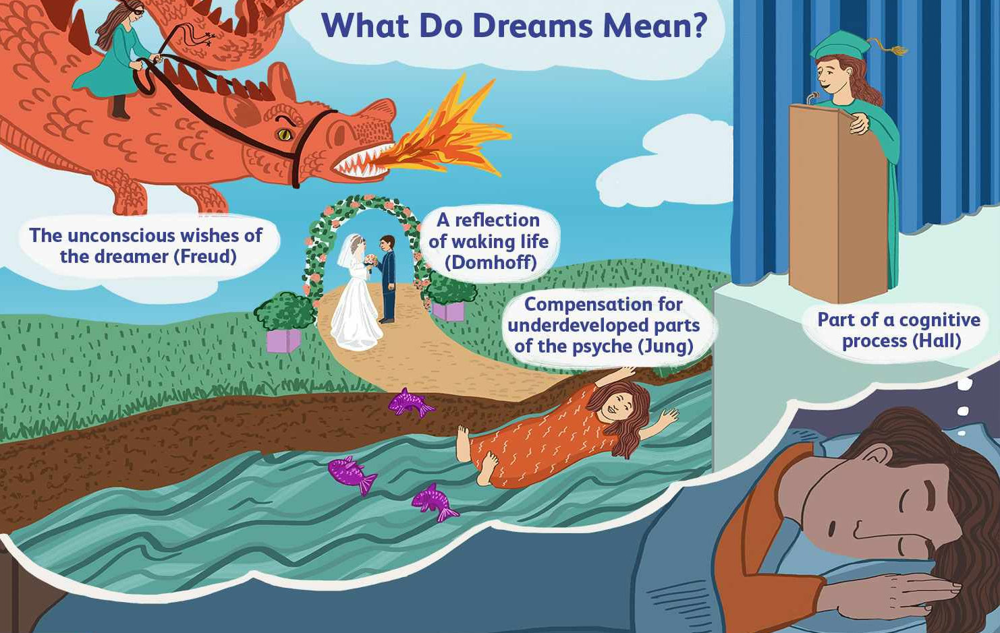 What Do Dreams Mean?
The unconscious wishes of
the dreamer (Freud)
A reflection
of waking life
(Domhoff)
Compensation for
underdeveloped parts
of the psyche (Jung)
Part of a cognitive
process (Hall)